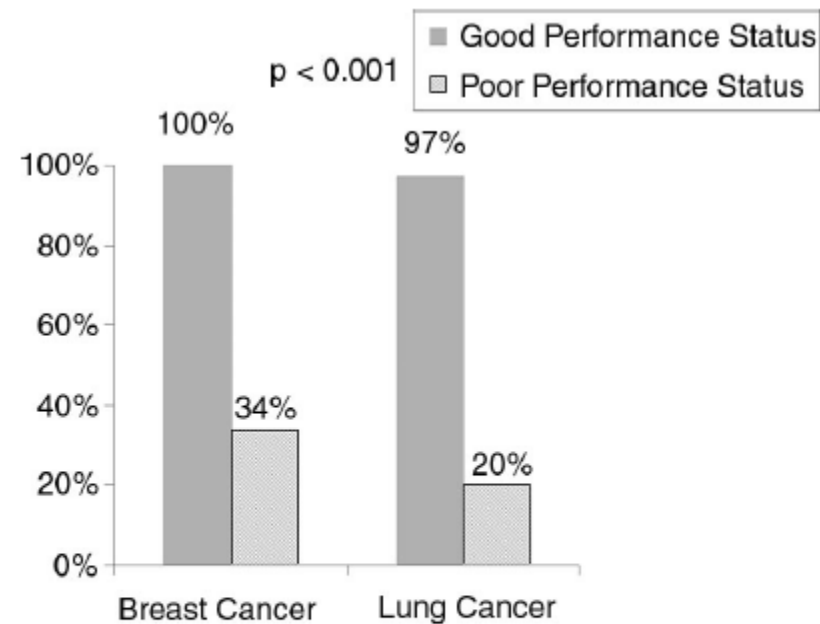 Good Performance Status
Poor Performance Status
p < 0.001
100%
97%
100%
80%
60%
40%
20%
0%
34%
20%
Breast Cancer
Lung Cancer